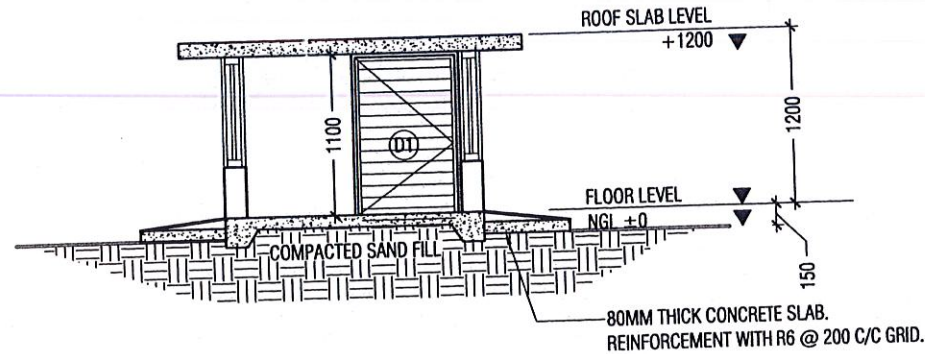 ROOF SLAB LEVEL
+1200
1100
D1
1200
FLOOR LEVEL
NGL ±0
COMPACTED SAND FILL
150
80MM THICK CONCRETE SLAB.
REINFORCEMENT WITH R6 @ 200 C/C GRID.